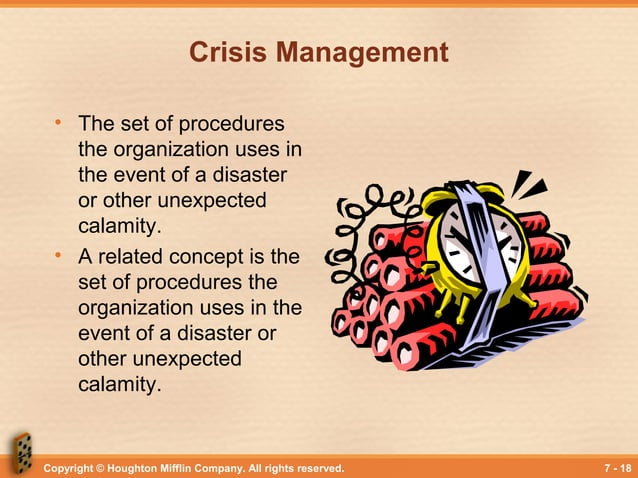 Crisis Management
• The set of procedures
the organization uses in
the event of a disaster
or other unexpected
calamity.
• A related concept is the
set of procedures the
organization uses in the
event of a disaster or
other unexpected
calamity.
Copyright © Houghton Mifflin Company. All rights reserved.
7 - 18